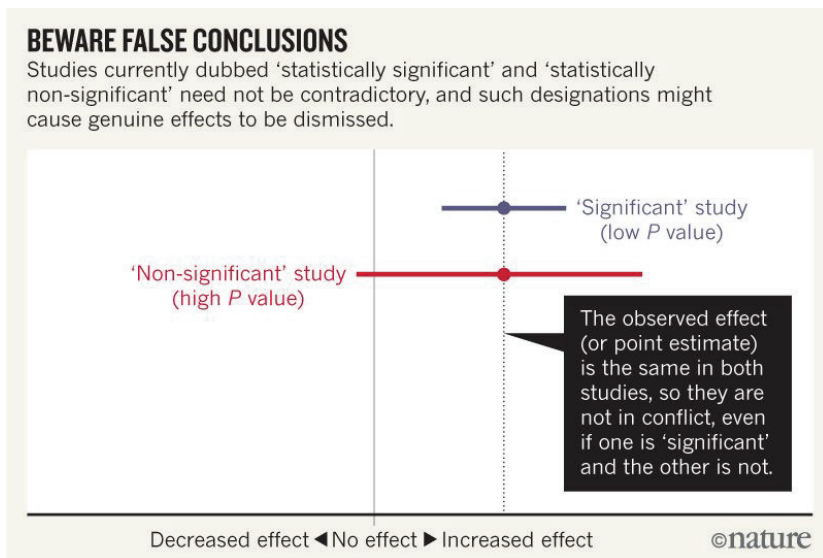 BEWARE FALSE CONCLUSIONS
Studies currently dubbed ‘statistically significant’ and ‘statistically
non-significant’ need not be contradictory, and such designations might
cause genuine effects to be dismissed.
‘Significant’ study
(low P value)
‘Non-significant’ study
(high P value)
The observed effect
(or point estimate)
is the same in both
studies, so they are
not in conflict, even
if one is ‘significant’
and the other is not.
Decreased effect ◀ No effect ▶ Increased effect
©nature